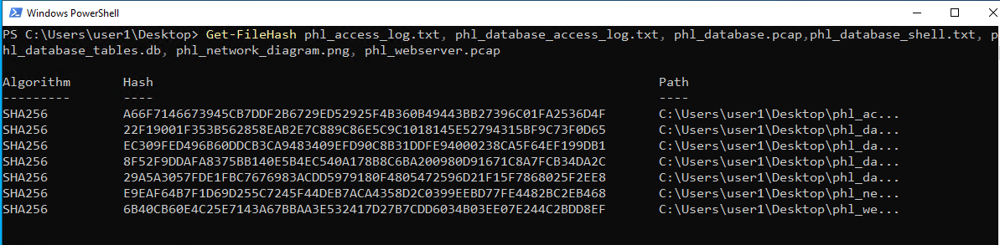 Windows PowerShell
PS C:\Users\user1\Desktop> Get-FileHash phl_access_log.txt, phl_database_access_log.txt, phl_database.pcap,phl_database_shell.txt, p
hl_database_tables.db, phl_network_diagram.png, phl_webserver.pcap
Algorithm Hash Path
--------- ---- ----
SHA256 A66F7146673945CB7DDF2B6729ED52925F4B360B49443BB27396C01FA2536D4F C:\Users\user1\Desktop\phl_ac...
SHA256 22F19001F353B562858EAB2E7C889C86E5C9C1018145E52794315BF9C73F0D65 C:\Users\user1\Desktop\phl_da...
SHA256 EC309FED496B60DDCB3CA9483409EFD90C8B31DDFE94000238CA5F64EF199DB1 C:\Users\user1\Desktop\phl_da...
SHA256 8F52F9DDAFA8375BB140E5B4EC540A178B8C6BA200980D91671C8A7FCB34DA2C C:\Users\user1\Desktop\phl_da...
SHA256 29A5A3057FDE1FBC7676983ACDD5979180F4805472596D21F15F7868025F2EE8 C:\Users\user1\Desktop\phl_da...
SHA256 E9EAF64B7F1D69D255C7245F44DEB7ACA4358D2C0399EEBD77FE4482BC2EB468 C:\Users\user1\Desktop\phl_ne...
SHA256 6B40CB60E4C25E7143A67BBAA3E532417D27B7CDD6034B03EE07E244C2BDD8EF C:\Users\user1\Desktop\phl_we...